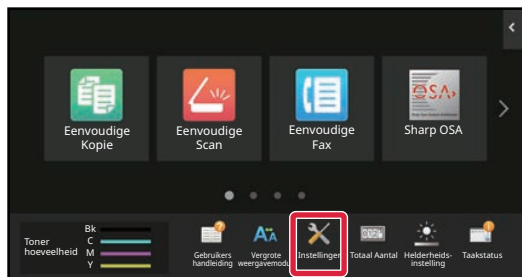 Eenvoudige
Kopie
Eenvoudige
Scan
Eenvoudige
Fax
OSA
Sharp OSA
Toner
hoeveelheid
Bk
C
M
Y
Gebruikers
handleiding
Vergrote
weergavemodus
Instellingen
Totaal Aantal
Helderheids-
instelling
Taakstatus